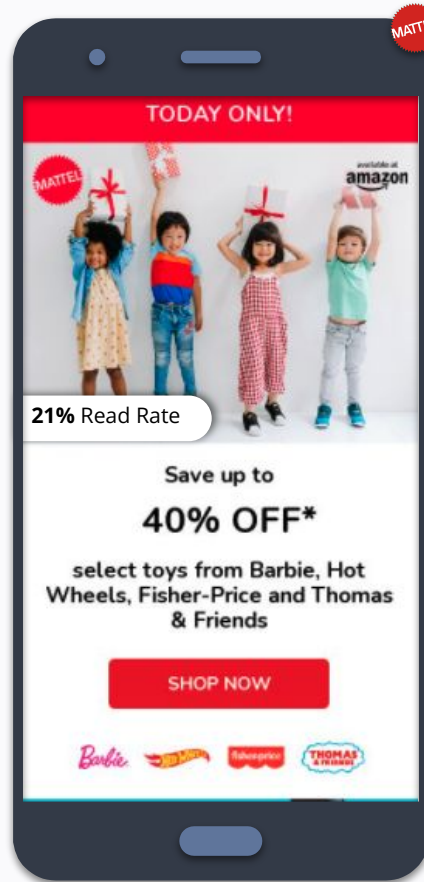 MATT
TODAY ONLY!
MATTEL
available at
amazon
21% Read Rate
Save up to
40% OFF*
select toys from Barbie, Hot
Wheels, Fisher-Price and Thomas
& Friends
SHOP NOW
Barbie
HOT WHEELS
fisher-price
THOMAS
& FRIENDS